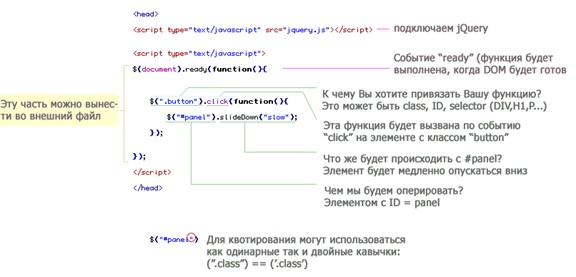 <head>
<script type="text/javascript" src="jquery.js"></script>
подключаем jQuery
<script type="text/javascript">
$(document).ready(function(){
Событие “ready” (функция будет
выполнена, когда DOM будет готов
Эту часть можно вынес-
ти во внешний файл
$(".button").click(function(){
К чему Вы хотите привязать Вашу функцию?
Это может быть class, ID, selector (DIV,H1,P...)
$("#panel").slideDown("slow");
Эта функция будет вызвана по событию
“click” на элементе с классом “button”
});
Что же будет происходить с #panel?
Элемент будет медленно опускаться вниз
});
</script>
Чем мы будем оперировать?
Элементом с ID = panel
</head>
$("#panel")
Для квотирования могут использоваться
как одинарные так и двойные кавычки:
(”.class”) == (’.class’)